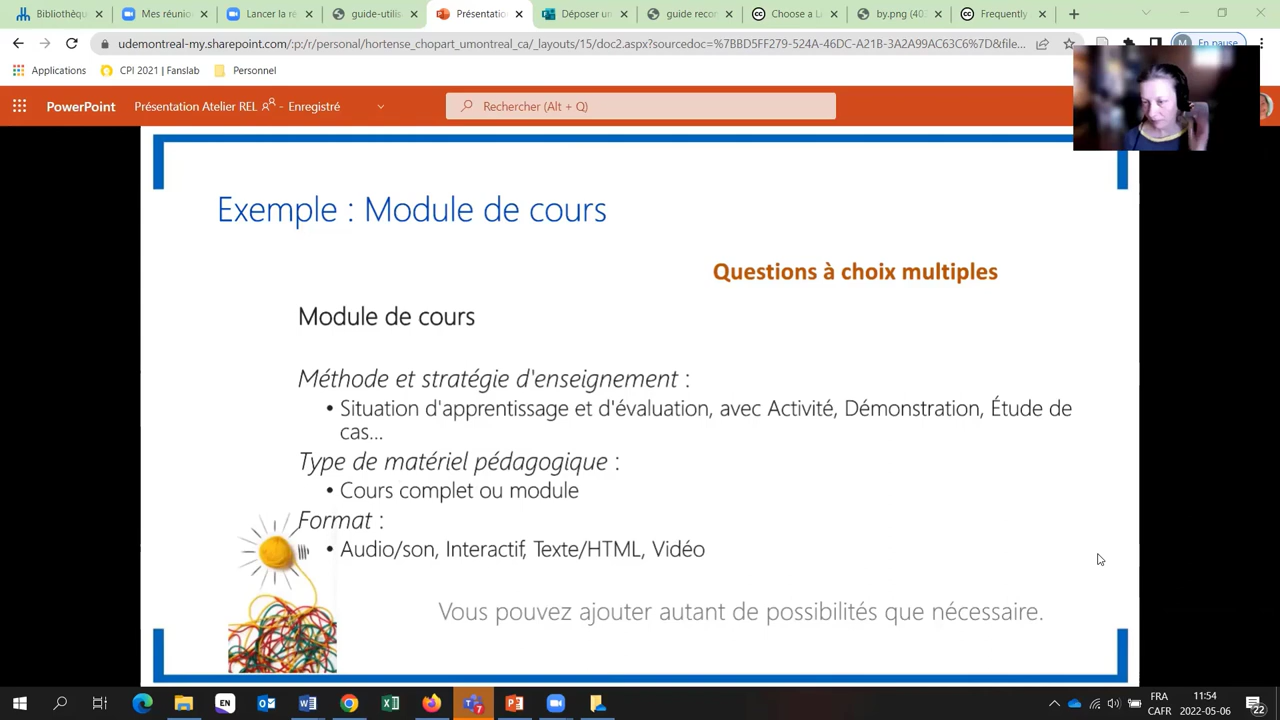 Bibliothèqu
Mes réunio
Lancer la ré
guide-utilis
Présentatio
Déposer un
guide recor
Choose a Li
by.png (40
Frequently
udemontreal-my.sharepoint.com/:p:/r/personal/hortense_chopart_umontreal_ca/_layouts/15/doc2.aspx?sourcedoc=%7BBD5FF279-524A-46DC-A21B-3A2A99AC63C6%7D&file...
M
En pause
Applications
CPI 2021 | Fanslab
Personnel
PowerPoint
Présentation Atelier REL - Enregistré
Rechercher (Alt + Q)
Exemple : Module de cours
Questions à choix multiples
Module de cours
Méthode et stratégie d'enseignement :
• Situation d'apprentissage et d'évaluation, avec Activité, Démonstration, Étude de
cas...
Type de matériel pédagogique :
• Cours complet ou module
Format :
• Audio/son, Interactif, Texte/HTML, Vidéo
Vous pouvez ajouter autant de possibilités que nécessaire.
EN
7
FRA
CAFR
11:54
2022-05-06
22